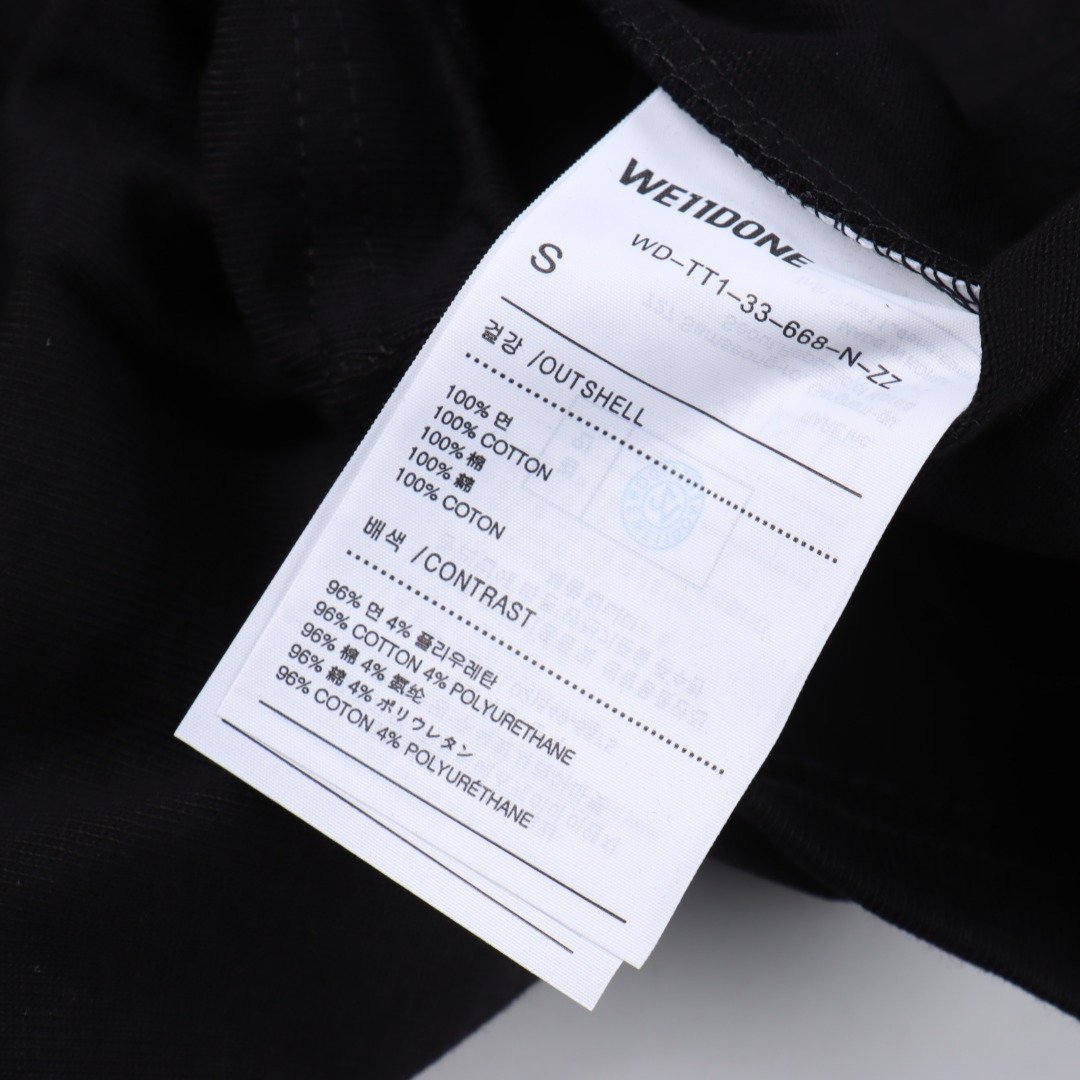 WE11DONE
WD-TT1-33-668-N-ZZ
S
겉감 /OUTSHELL
100% 면
100% COTTON
100% 棉
100% 綿
100% COTON
배색 /CONTRAST
96% 면 4% 폴리우레탄
96% COTTON 4% POLYURETHANE
96% 棉 4% 氨纶
96% 綿 4% ポリウレタン
96% COTON 4% POLYURÉTHANE